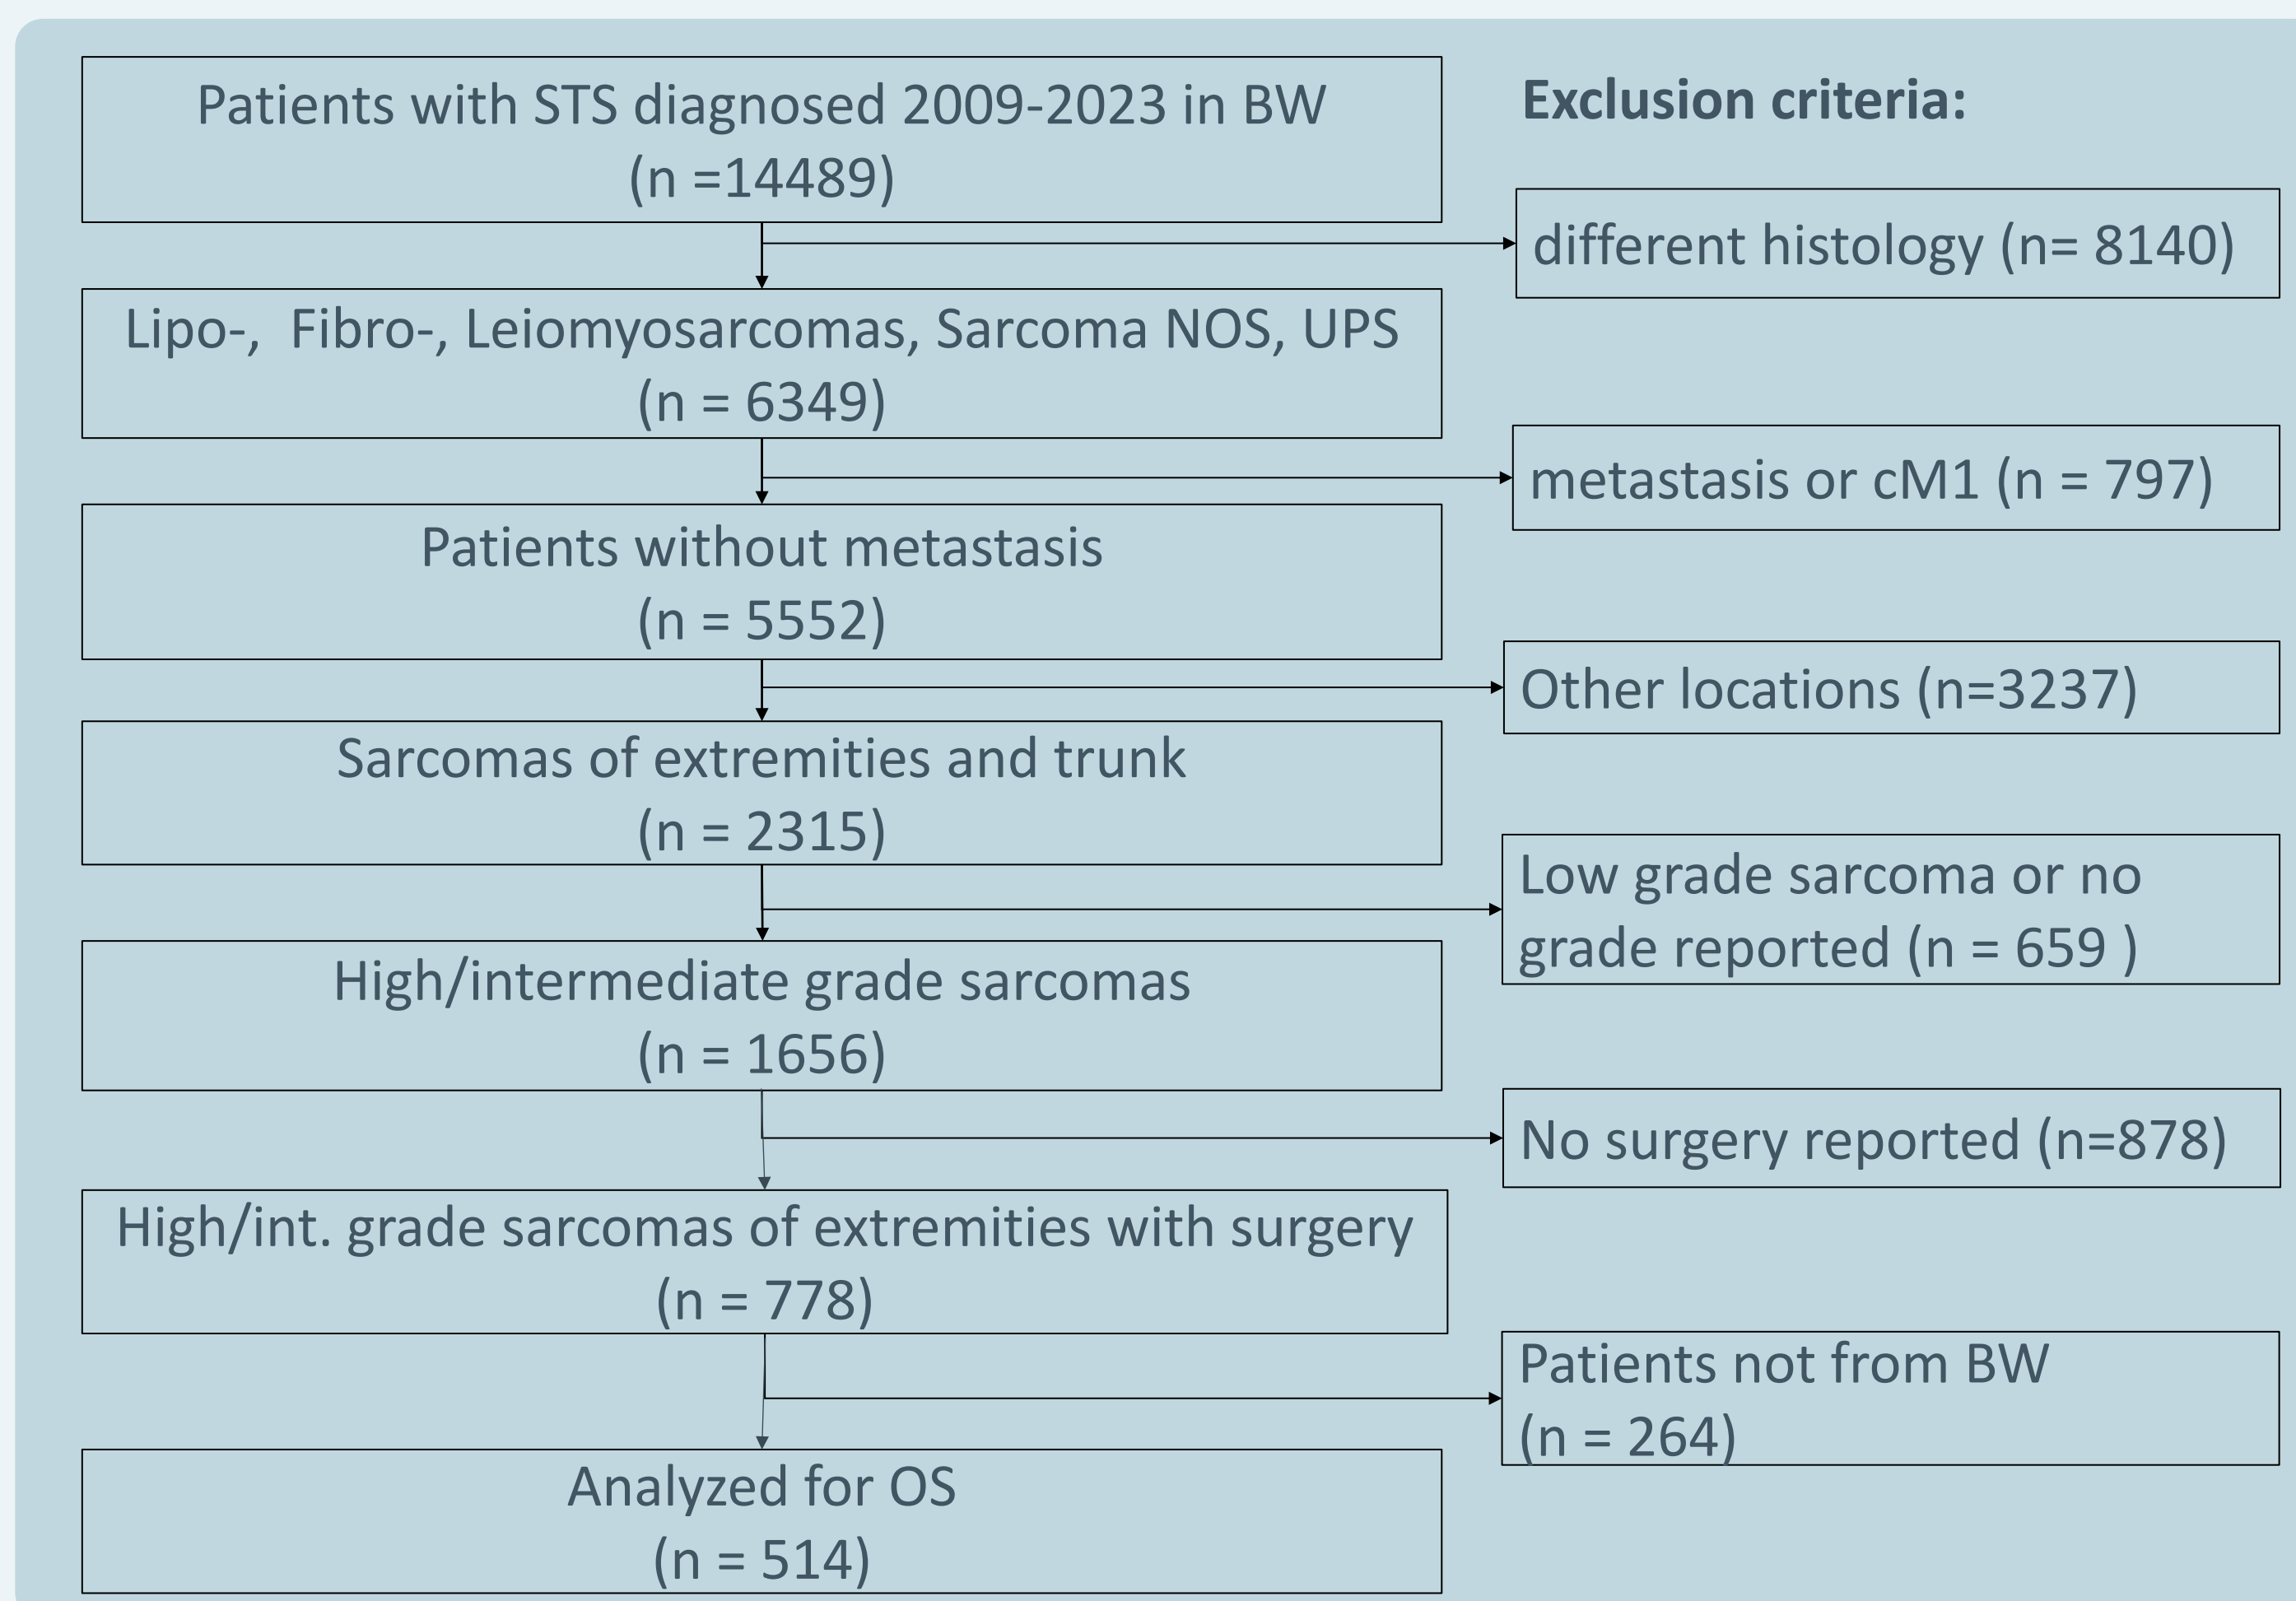 Patients with STS diagnosed 2009-2023 in BW
(n =14489)
Exclusion criteria:
different histology (n= 8140)
Lipo-, Fibro-, Leiomyosarcomas, Sarcoma NOS, UPS
(n = 6349)
metastasis or cM1 (n = 797)
Patients without metastasis
(n = 5552)
Other locations (n=3237)
Sarcomas of extremities and trunk
(n = 2315)
Low grade sarcoma or no
grade reported (n = 659 )
High/intermediate grade sarcomas
(n = 1656)
No surgery reported (n=878)
High/int. grade sarcomas of extremities with surgery
(n = 778)
Patients not from BW
(n = 264)
Analyzed for OS
(n = 514)